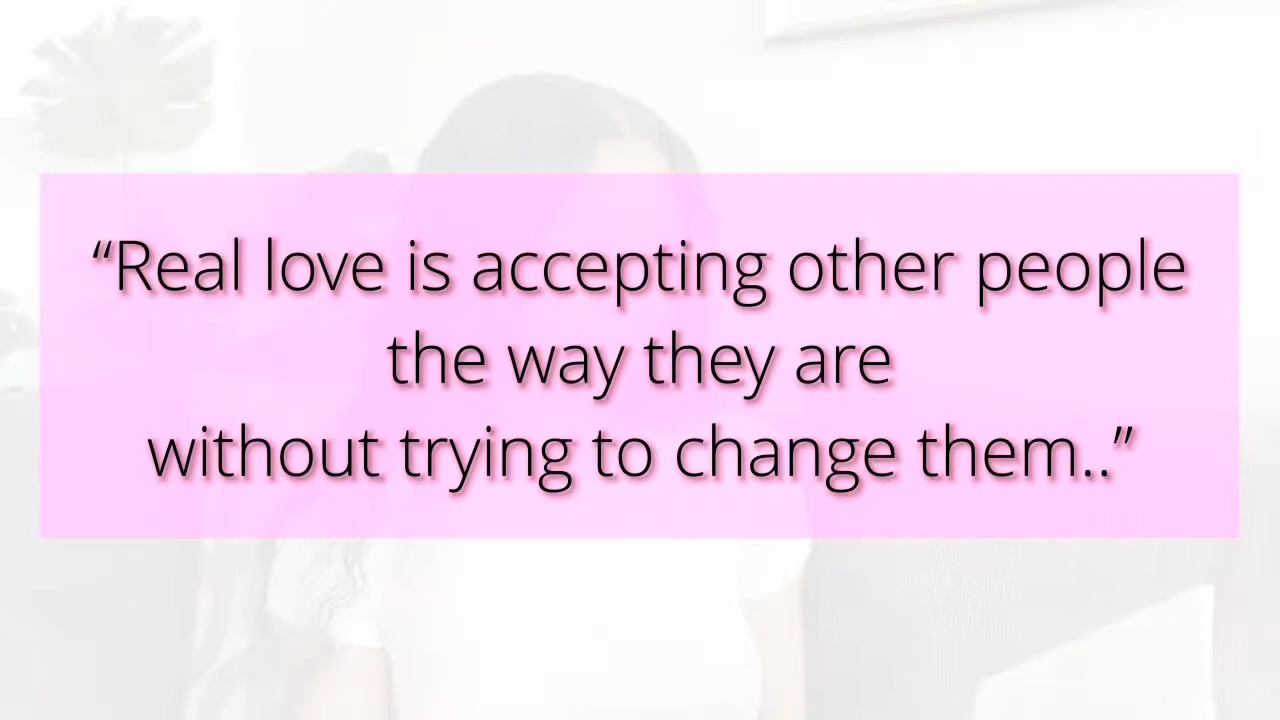 “Real love is accepting other people
the way they are
without trying to change them..”